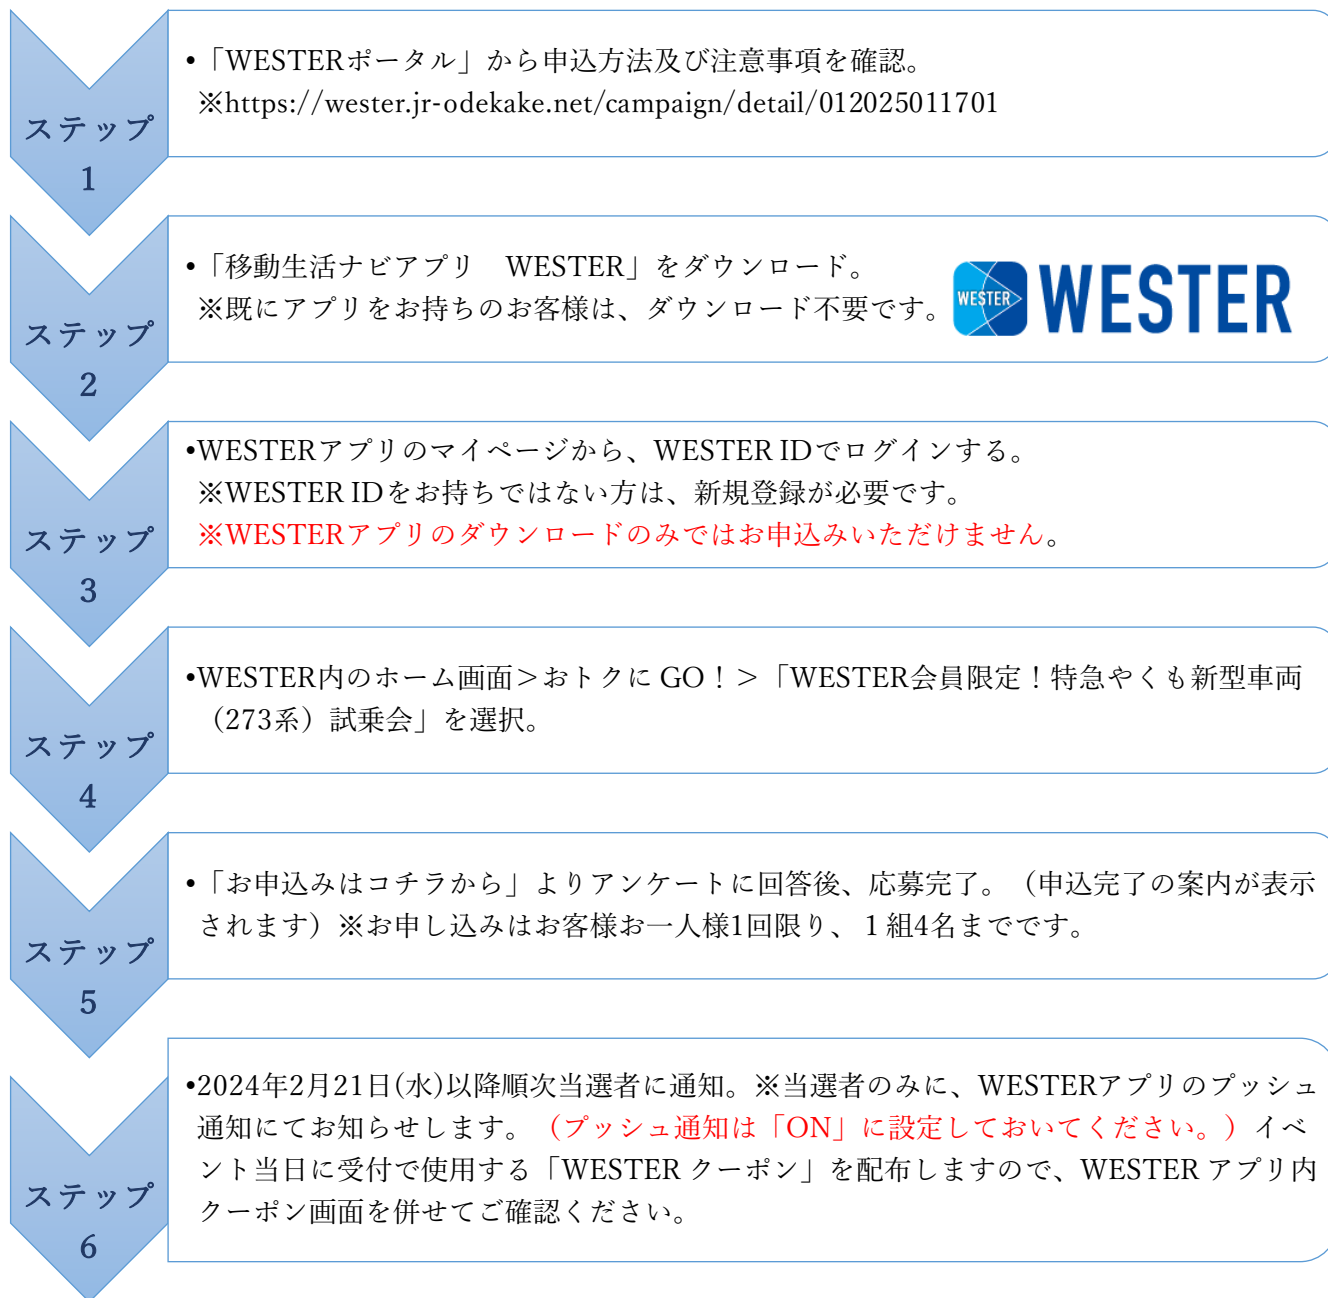 ステップ
1
•「WESTERポータル」から申込方法及び注意事項を確認。
※https://wester.jr-odekake.net/campaign/detail/012025011701
ステップ
2
•「移動生活ナビアプリ　WESTER」をダウンロード。
※既にアプリをお持ちのお客様は、ダウンロード不要です。
WESTER
WESTER
ステップ
3
•WESTERアプリのマイページから、WESTER IDでログインする。
※WESTER IDをお持ちではない方は、新規登録が必要です。
※WESTERアプリのダウンロードのみではお申込みいただけません。
ステップ
4
•WESTER内のホーム画面＞おトクに GO！＞「WESTER会員限定！特急やくも新型車両
（273系）試乗会」を選択。
ステップ
5
•「お申込みはコチラから」よりアンケートに回答後、応募完了。（申込完了の案内が表示
されます）※お申し込みはお客様お一人様1回限り、１組4名までです。
ステップ
6
•2024年2月21日(水)以降順次当選者に通知。※当選者のみに、WESTERアプリのプッシュ
通知にてお知らせします。（プッシュ通知は「ON」に設定しておいてください。）イベ
ント当日に受付で使用する「WESTER クーポン」を配布しますので、WESTER アプリ内
クーポン画面を併せてご確認ください。